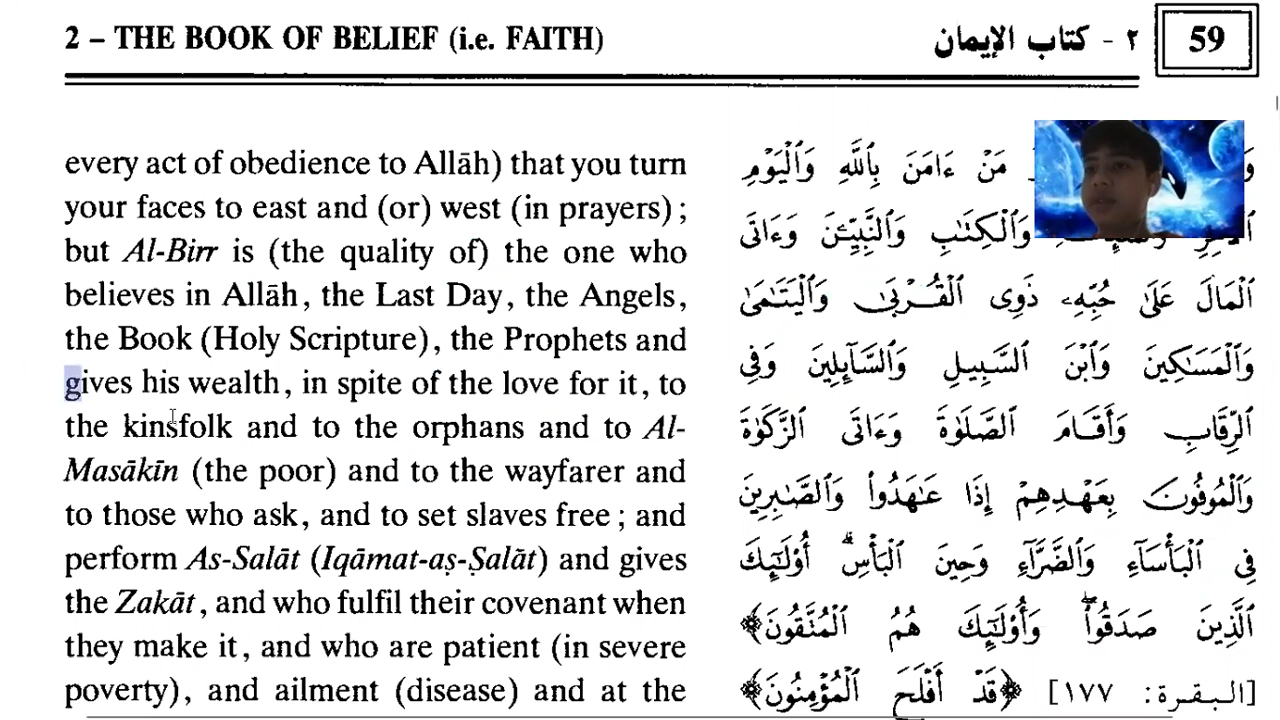 2 – THE BOOK OF BELIEF (i.e. FAITH)
٢ - كتاب الإيمان
59
every act of obedience to Allāh) that you turn
your faces to east and (or) west (in prayers) ;
but Al-Birr is (the quality of) the one who
believes in Allāh, the Last Day, the Angels,
the Book (Holy Scripture), the Prophets and
gives his wealth, in spite of the love for it, to
the kinsfolk and to the orphans and to Al-
Masākīn (the poor) and to the wayfarer and
to those who ask, and to set slaves free ; and
perform As-Salāt (Iqāmat-aṣ-Ṣalāt) and gives
the Zakāt, and who fulfil their covenant when
they make it, and who are patient (in severe
poverty), and ailment (disease) and at the
مَنْ ءَامَنَ بِٱللَّهِ وَٱلْيَوْمِ
وَٱلْكِتَٰبِ وَٱلنَّبِيِّـۧنَ وَءَاتَى
ٱلْمَالَ عَلَىٰ حُبِّهِۦ ذَوِى ٱلْقُرْبَىٰ وَٱلْيَتَٰمَىٰ
وَٱلْمَسَٰكِينَ وَٱبْنَ ٱلسَّبِيلِ وَٱلسَّآئِلِينَ وَفِى
ٱلرِّقَابِ وَأَقَامَ ٱلصَّلَوٰةَ وَءَاتَى ٱلزَّكَوٰةَ
وَٱلْمُوفُونَ بِعَهْدِهِمْ إِذَا عَٰهَدُوا۟ وَٱلصَّٰبِرِينَ
فِى ٱلْبَأْسَآءِ وَٱلضَّرَّآءِ وَحِينَ ٱلْبَأْسِ ۗ أُو۟لَٰٓئِكَ
ٱلَّذِينَ صَدَقُوا۟ ۖ وَأُو۟لَٰٓئِكَ هُمُ ٱلْمُتَّقُونَ﴾
[البقرة: ١٧٧] ﴿قَدْ أَفْلَحَ ٱلْمُؤْمِنُونَ﴾